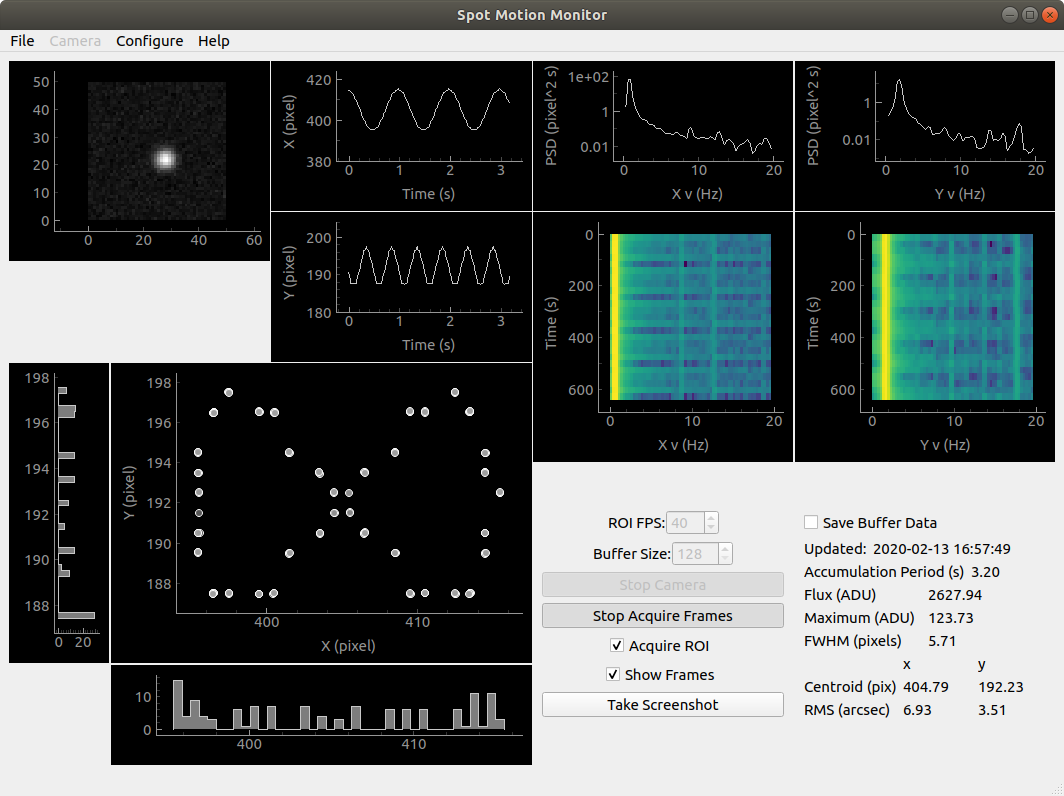 Spot Motion Monitor
File Camera Configure Help
50
40
30
20
10
0
0 20 40 60
X (pixel)
420
400
380
0 1 2 3
Time (s)
PSD (pixel^2 s)
1e+02
1
0.01
0 10 20
X ν (Hz)
PSD (pixel^2 s)
1
0.01
0 10 20
Y ν (Hz)
Y (pixel)
200
190
180
0 1 2 3
Time (s)
Time (s)
0
200
400
600
0 5 10 15 20
X ν (Hz)
Time (s)
0
200
400
600
0 10 20
Y ν (Hz)
198
196
194
192
190
188
0 20
Y (pixel)
198
196
194
192
190
188
400 410
X (pixel)
10
0
400 410
ROI FPS: 40
Buffer Size: 128
Stop Camera
Stop Acquire Frames
Acquire ROI
Show Frames
Take Screenshot
Save Buffer Data
Updated: 2020-02-13 16:57:49
Accumulation Period (s) 3.20
Flux (ADU) 2627.94
Maximum (ADU) 123.73
FWHM (pixels) 5.71
x y
Centroid (pix) 404.79 192.23
RMS (arcsec) 6.93 3.51